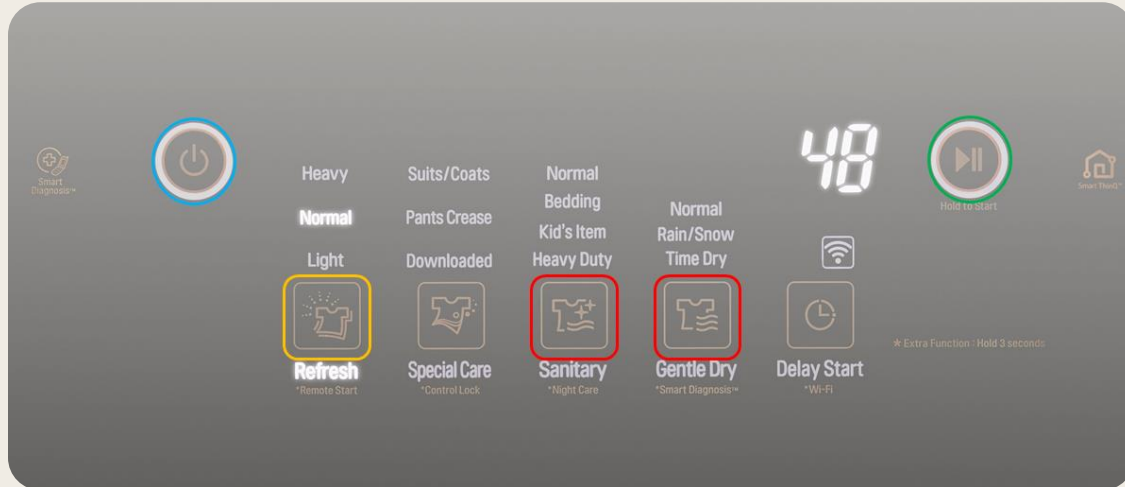 Smart
Diagnosis™
Heavy
Normal
Light
Refresh
*Remote Start
Suits/Coats
Pants Crease
Downloaded
Special Care
*Control Lock
Normal
Bedding
Kid's Item
Heavy Duty
Sanitary
*Night Care
Normal
Rain/Snow
Time Dry
Gentle Dry
*Smart Diagnosis™
48
Delay Start
*Wi-Fi
Hold to Start
★ Extra Function : Hold 3 seconds
Smart ThinQ™